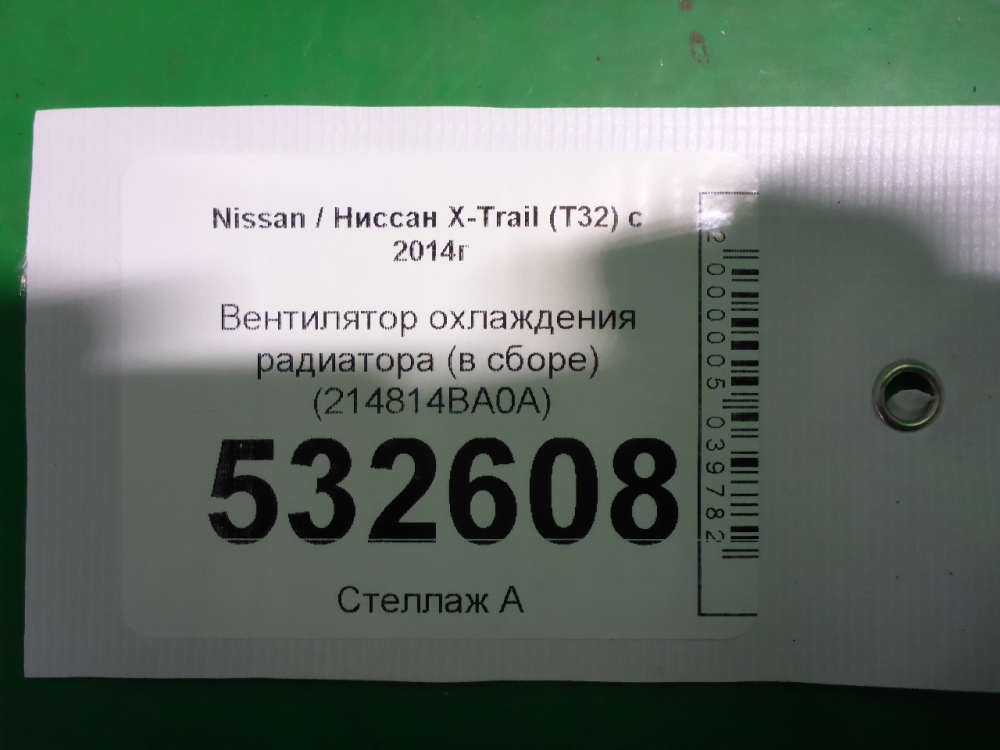 Nissan / Ниссан X-Trail (T32) с
2014г
Вентилятор охлаждения
радиатора (в сборе)
(214814BA0A)
532608
Стеллаж А
2000005039782